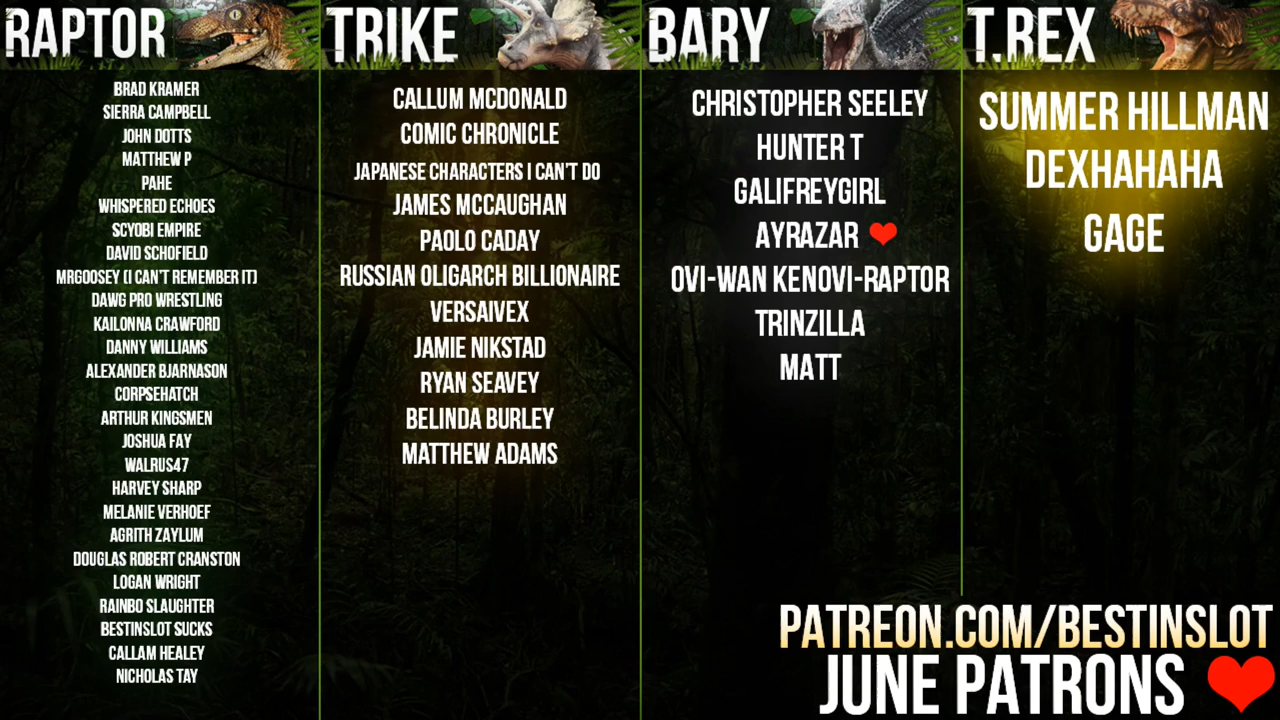 RAPTOR
BRAD KRAMER
SIERRA CAMPBELL
JOHN DOTTS
MATTHEW P
PAHE
WHISPERED ECHOES
SCYOBI EMPIRE
DAVID SCHOFIELD
MRGOOSEY (I CAN'T REMEMBER IT)
DAWG PRO WRESTLING
KAILONNA CRAWFORD
DANNY WILLIAMS
ALEXANDER BJARNASON
CORPSEHATCH
ARTHUR KINGSMEN
JOSHUA FAY
WALRUS47
HARVEY SHARP
MELANIE VERHOEF
AGRITH ZAYLUM
DOUGLAS ROBERT CRANSTON
LOGAN WRIGHT
RAINBO SLAUGHTER
BESTINSLOT SUCKS
CALLAM HEALEY
NICHOLAS TAY
TRIKE
CALLUM MCDONALD
COMIC CHRONICLE
JAPANESE CHARACTERS I CAN'T DO
JAMES MCCAUGHAN
PAOLO CADAY
RUSSIAN OLIGARCH BILLIONAIRE
VERSAIVEX
JAMIE NIKSTAD
RYAN SEAVEY
BELINDA BURLEY
MATTHEW ADAMS
BARY
CHRISTOPHER SEELEY
HUNTER T
GALIFREYGIRL
AYRAZAR ❤
OVI-WAN KENOVI-RAPTOR
TRINZILLA
MATT
T.REX
SUMMER HILLMAN
DEXHAHAHA
GAGE
PATREON.COM/BESTINSLOT
JUNE PATRONS ❤